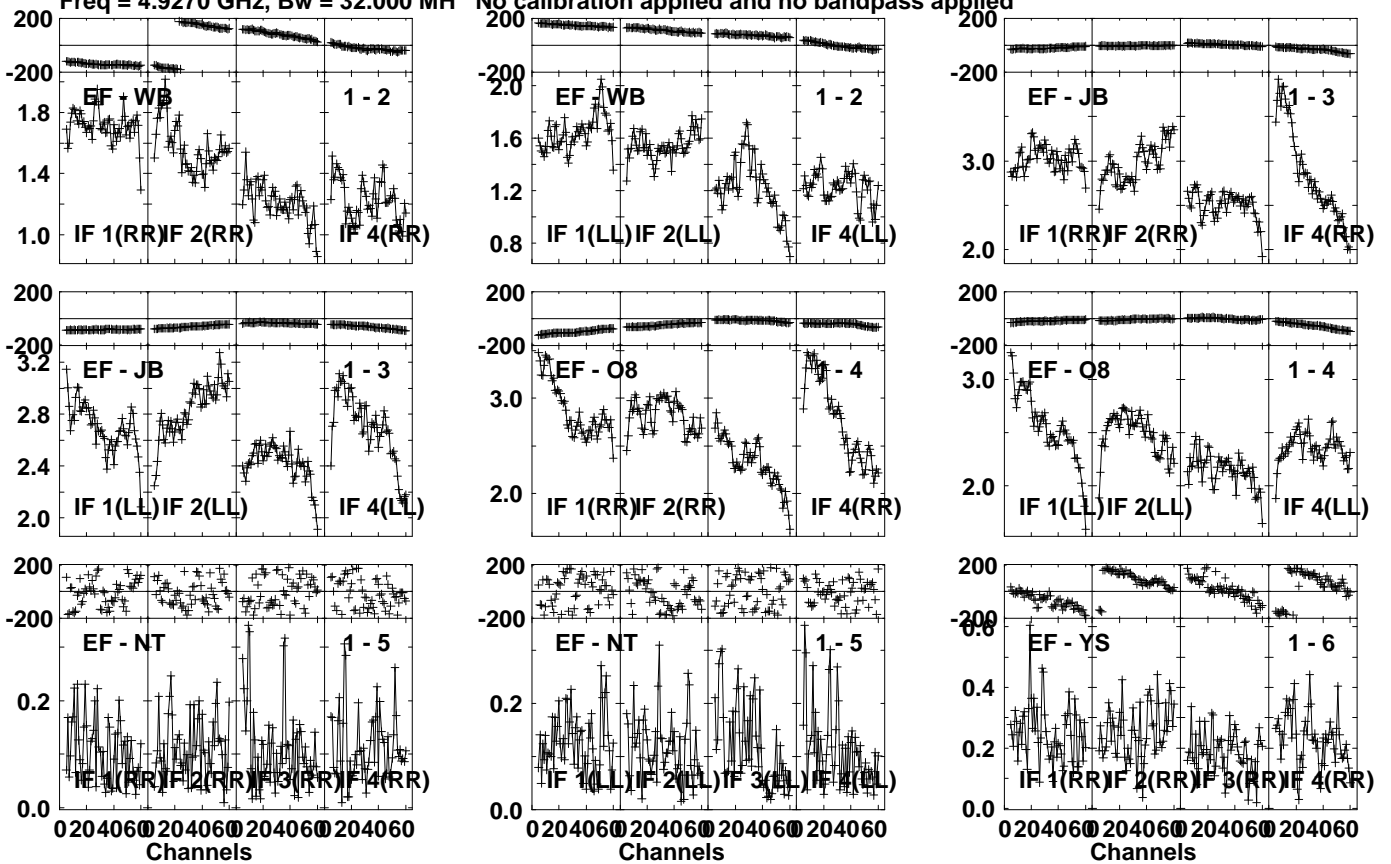 Freq = 4.9270 GHz, Bw = 32.000 MH No calibration applied and no bandpass applied
200
-200
EF - WB 1 - 2
1.8
1.4
1.0
IF 1(RR) IF 2(RR) IF 4(RR)
200
-200
EF - WB 1 - 2
2.0
1.6
1.2
0.8
IF 1(LL) IF 2(LL) IF 4(LL)
200
-200
EF - JB 1 - 3
3.0
2.0
IF 1(RR) IF 2(RR) IF 4(RR)
200
-200
EF - JB 1 - 3
3.2
2.8
2.4
2.0
IF 1(LL) IF 2(LL) IF 4(LL)
200
-200
EF - O8 1 - 4
3.0
2.0
IF 1(RR) IF 2(RR) IF 4(RR)
200
-200
EF - O8 1 - 4
3.0
2.0
IF 1(LL) IF 2(LL) IF 4(LL)
200
-200
EF - NT 1 - 5
0.2
0.0
IF 1(RR) IF 2(RR) IF 3(RR) IF 4(RR)
0 20 40 60 0 20 40 60 0 20 40 60 0 20 40 60
Channels
200
-200
EF - NT 1 - 5
0.2
0.0
IF 1(LL) IF 2(LL) IF 3(LL) IF 4(LL)
0 20 40 60 0 20 40 60 0 20 40 60 0 20 40 60
Channels
200
-200
EF - YS 1 - 6
0.6
0.4
0.2
0.0
IF 1(RR) IF 2(RR) IF 3(RR) IF 4(RR)
0 20 40 60 0 20 40 60 0 20 40 60 0 20 40 60
Channels